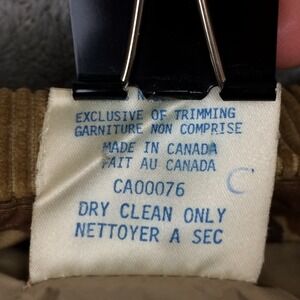 EXCLUSIVE OF TRIMMING
GARNITURE NON COMPRISE
MADE IN CANADA
FAIT AU CANADA
CA00076
C
DRY CLEAN ONLY
NETTOYER A SEC